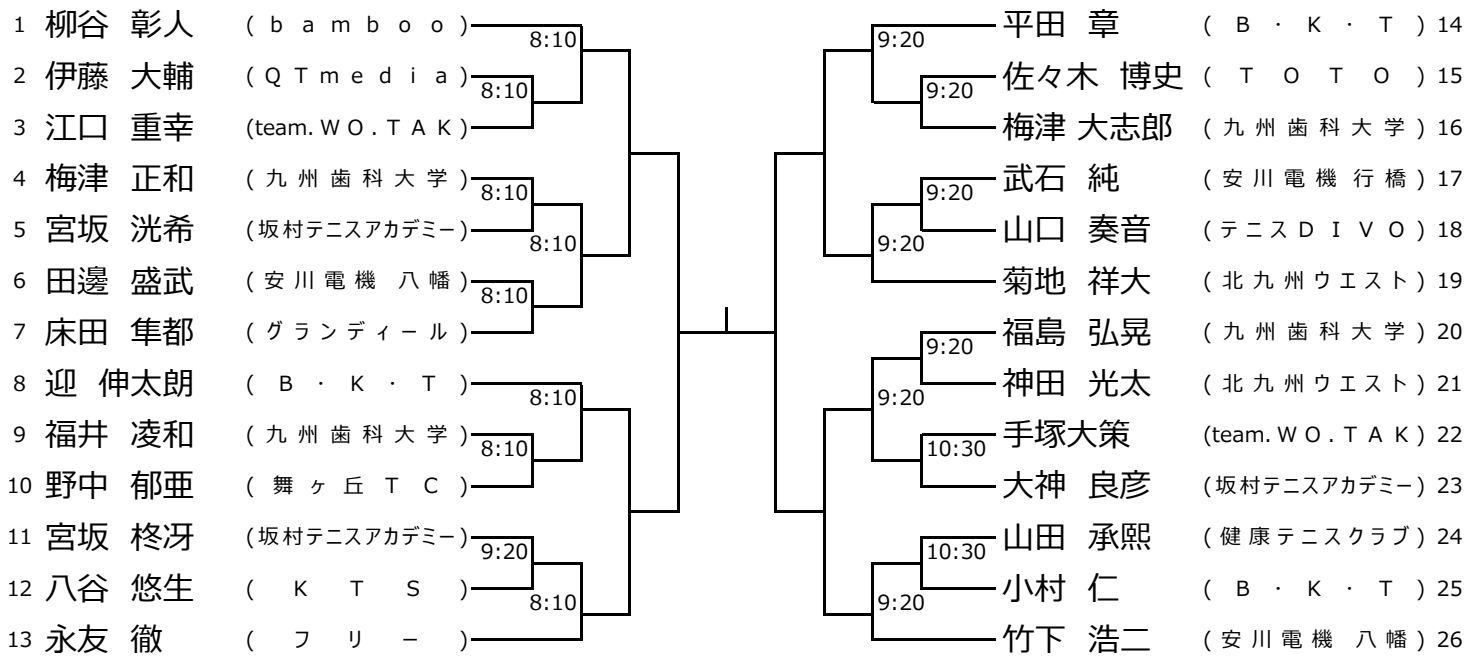 1 柳谷 彰人 (bamboo)
8:10
2 伊藤 大輔 (QTmedia)
8:10
3 江口 重幸 (team.WO.TAK)
4 梅津 正和 (九州歯科大学)
8:10
5 宮坂 洸希 (坂村テニスアカデミー)
8:10
6 田邊 盛武 (安川電機 八幡)
8:10
7 床田 隼都 (グランディール)
8 迎 伸太朗 (B・K・T)
8:10
9 福井 凌和 (九州歯科大学)
8:10
10 野中 郁亜 (舞ヶ丘TC)
11 宮坂 柊冴 (坂村テニスアカデミー)
9:20
12 八谷 悠生 (KTS)
8:10
13 永友 徹 (フリー)
平田 章 (B・K・T) 14
9:20
佐々木 博史 (TOTO) 15
9:20
梅津 大志郎 (九州歯科大学) 16
武石 純 (安川電機 行橋) 17
9:20
山口 奏音 (テニスDIVO) 18
9:20
菊地 祥大 (北九州ウエスト) 19
福島 弘晃 (九州歯科大学) 20
9:20
神田 光太 (北九州ウエスト) 21
9:20
手塚大策 (team.WO.TAK) 22
10:30
大神 良彦 (坂村テニスアカデミー) 23
山田 承熙 (健康テニスクラブ) 24
10:30
小村 仁 (B・K・T) 25
9:20
竹下 浩二 (安川電機 八幡) 26